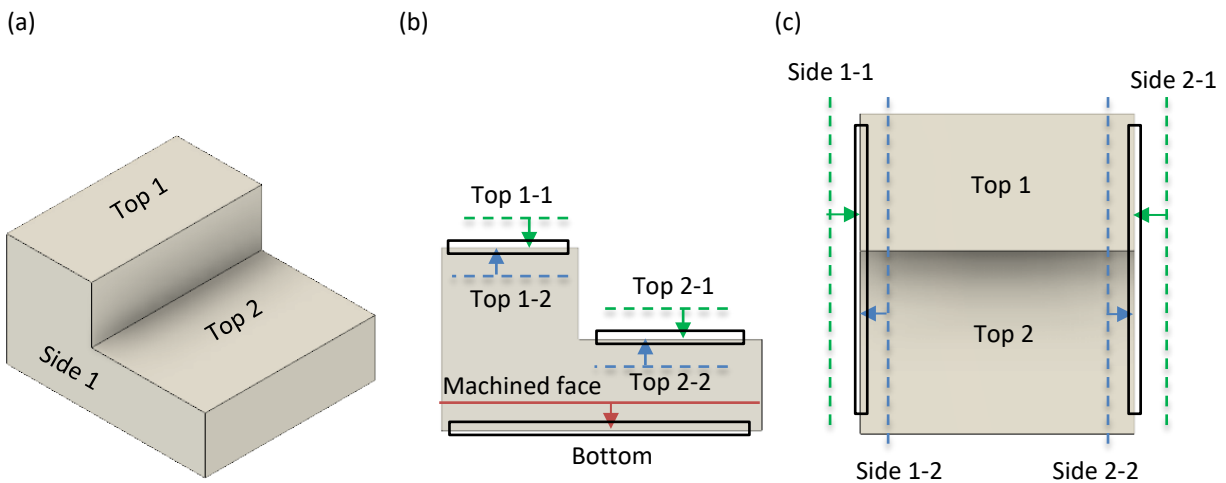 (a)
(b)
(c)
Top 1
Top 2
Side 1
Top 1-1
Top 1-2
Top 2-1
Top 2-2
Machined face
Bottom
Side 1-1
Side 2-1
Top 1
Top 2
Side 1-2
Side 2-2